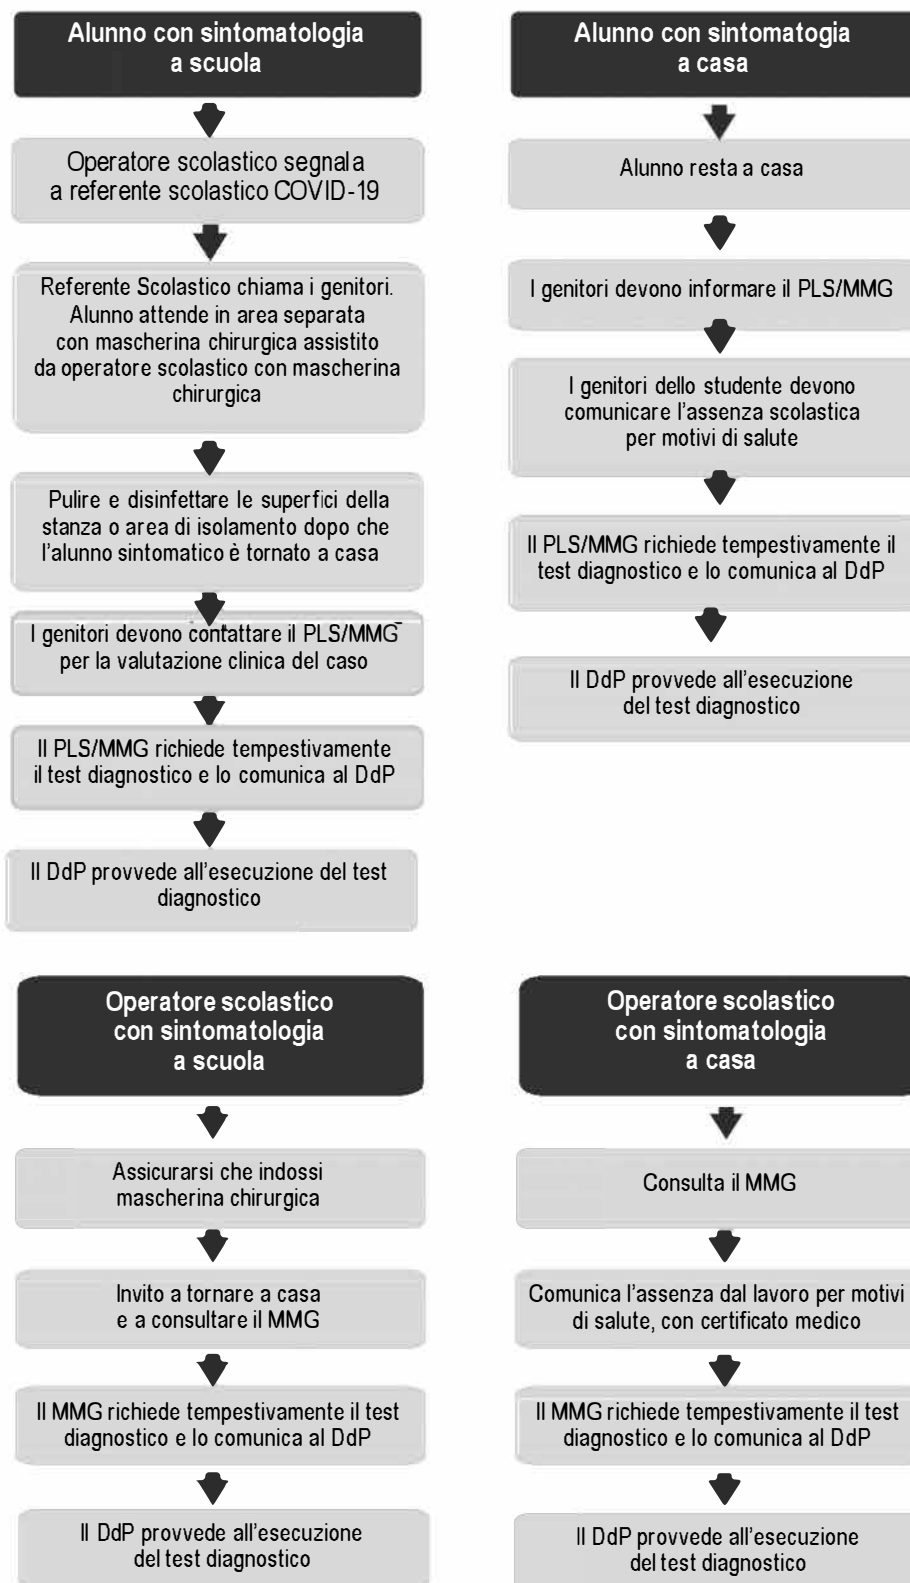 Alunno con sintomatologia
a scuola
Operatore scolastico segnala
a referente scolastico COVID-19
Referente Scolastico chiama i genitori.
Alunno attende in area separata
con mascherina chirurgica assistito
da operatore scolastico con mascherina
chirurgica
Pulire e disinfettare le superfici della
stanza o area di isolamento dopo che
l'alunno sintomatico è tornato a casa
I genitori devono contattare il PLS/MMG
per la valutazione clinica del caso
Il PLS/MMG richiede tempestivamente
il test diagnostico e lo comunica al DdP
Il DdP provvede all'esecuzione del test
diagnostico
Alunno con sintomatogia
a casa
Alunno resta a casa
I genitori devono informare il PLS/MMG
I genitori dello studente devono
comunicare l'assenza scolastica
per motivi di salute
Il PLS/MMG richiede tempestivamente il
test diagnostico e lo comunica al DdP
Il DdP provvede all'esecuzione
del test diagnostico
Operatore scolastico
con sintomatologia
a scuola
Assicurarsi che indossi
mascherina chirurgica
Invito a tornare a casa
e a consultare il MMG
Il MMG richiede tempestivamente il test
diagnostico e lo comunica al DdP
Il DdP provvede all'esecuzione
del test diagnostico
Operatore scolastico
con sintomatologia
a casa
Consulta il MMG
Comunica l'assenza dal lavoro per motivi
di salute, con certificato medico
Il MMG richiede tempestivamente il test
diagnostico e lo comunica al DdP
Il DdP provvede all'esecuzione
del test diagnostico